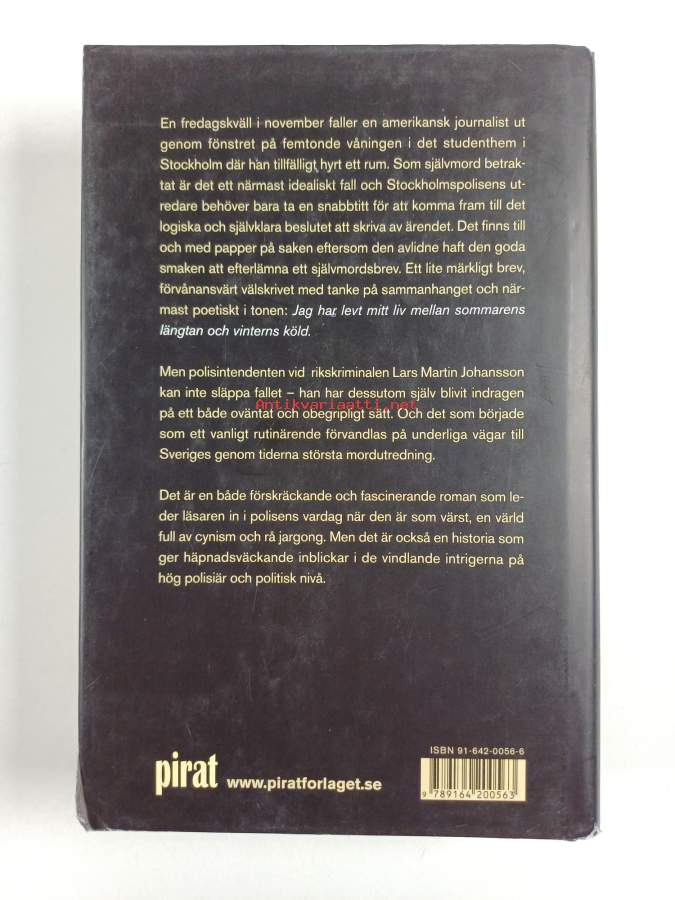 En fredagskväll i november faller en amerikansk journalist ut
genom fönstret på femtonde våningen i det studenthem i
Stockholm där han tillfälligt hyrt ett rum. Som självmord betrak-
tat är det ett närmast idealiskt fall och Stockholmspolisens ut-
redare behöver bara ta en snabbtitt för att komma fram till det
logiska och självklara beslutet att skriva av ärendet. Det finns till
och med papper på saken eftersom den avlidne haft den goda
smaken att efterlämna ett självmordsbrev. Ett lite märkligt brev,
förvånansvärt välskrivet med tanke på sammanhanget och när-
mast poetiskt i tonen: Jag har levt mitt liv mellan sommarens
längtan och vinterns köld.
Men polisintendenten vid rikskriminalen Lars Martin Johansson
kan inte släppa fallet – han har dessutom själv blivit indragen
Antikvariaatti.net
på ett både oväntat och obegripligt sätt. Och det som började
som ett vanligt rutinärende förvandlas på underliga vägar till
Sveriges genom tiderna största mordutredning.
Det är en både förskräckande och fascinerande roman som le-
der läsaren in i polisens vardag när den är som värst, en värld
full av cynism och rå jargong. Men det är också en historia som
ger häpnadsväckande inblickar i de vindlande intrigerna på
hög polisiär och politisk nivå.
ISBN 91-642-0056-6
pirat www.piratforlaget.se
9 789164 200563